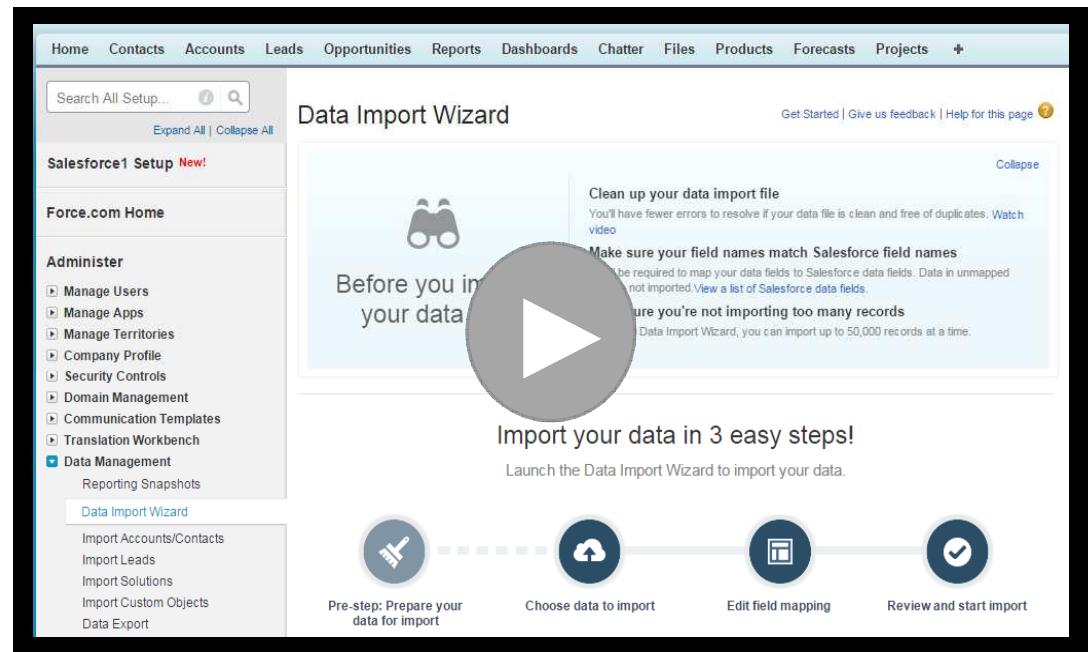 Home Contacts Accounts Leads Opportunities Reports Dashboards Chatter Files Products Forecasts Projects +
Search All Setup...
Expand All | Collapse All
Salesforce1 Setup New!
Force.com Home
Administer
Manage Users
Manage Apps
Manage Territories
Company Profile
Security Controls
Domain Management
Communication Templates
Translation Workbench
Data Management
Reporting Snapshots
Data Import Wizard
Import Accounts/Contacts
Import Leads
Import Solutions
Import Custom Objects
Data Export
Data Import Wizard
Get Started | Give us feedback | Help for this page ?
Collapse
Before you
your data
Clean up your data import file
You'll have fewer errors to resolve if your data file is clean and free of duplicates. Watch
video
Make sure your field names match Salesforce field names
be required to map your data fields to Salesforce data fields. Data in unmapped
not imported.View a list of Salesforce data fields.
you're not importing too many records
Data Import Wizard, you can import up to 50,000 records at a time.
Import your data in 3 easy steps!
Launch the Data Import Wizard to import your data.
Pre-step: Prepare your
data for import
Choose data to import
Edit field mapping
Review and start import